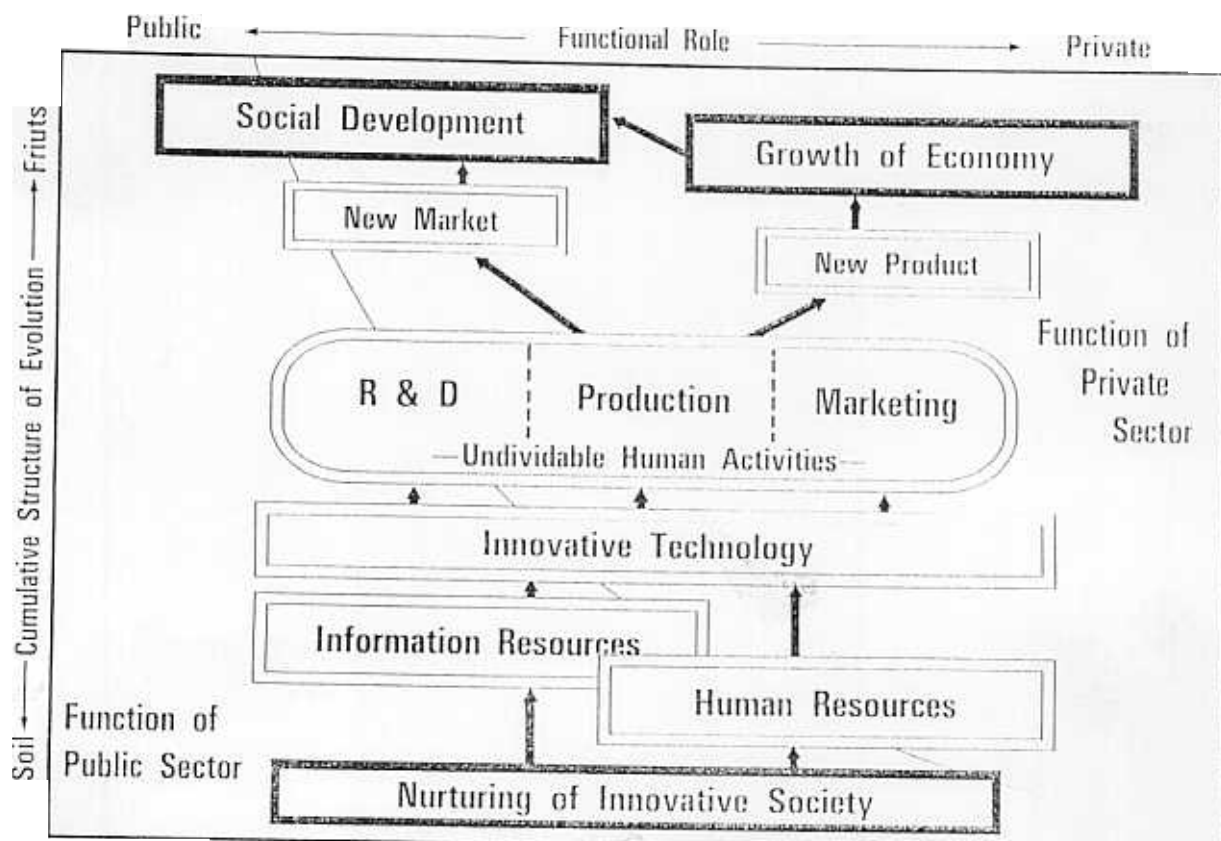 Public Functional Role Private
Social Development
Growth of Economy
New Market
New Product
Function of
Private
Sector
R & D Production Marketing
Undividable Human Activities
Innovative Technology
Information Resources
Human Resources
Function of
Public Sector
Nurturing of Innovative Society
Soil Cumulative Structure of Evolution Friuts